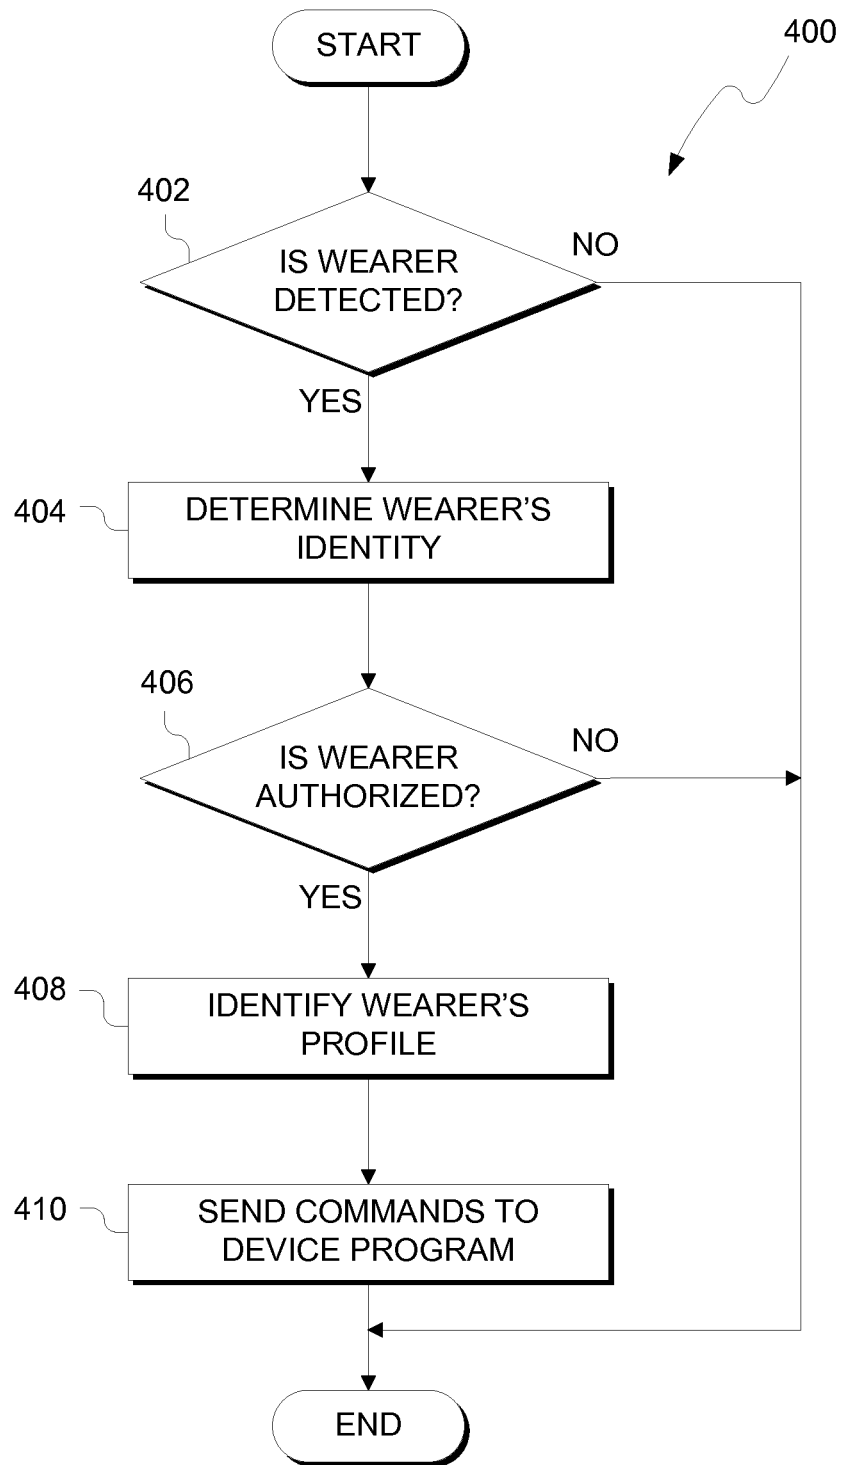 START
400
402
IS WEARER
DETECTED?
NO
YES
404
DETERMINE WEARER'S
IDENTITY
406
IS WEARER
AUTHORIZED?
NO
YES
408
IDENTIFY WEARER'S
PROFILE
410
SEND COMMANDS TO
DEVICE PROGRAM
END